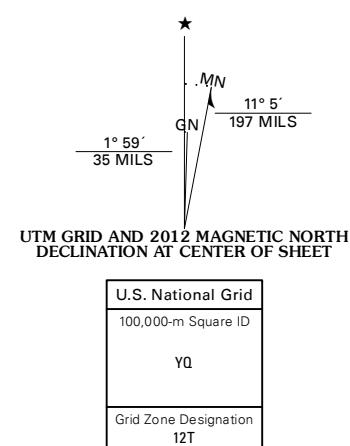 MN
GN
11° 5´
197 MILS
1° 59´
35 MILS
UTM GRID AND 2012 MAGNETIC NORTH
DECLINATION AT CENTER OF SHEET
U.S. National Grid
100,000-m Square ID
YQ
Grid Zone Designation
12T